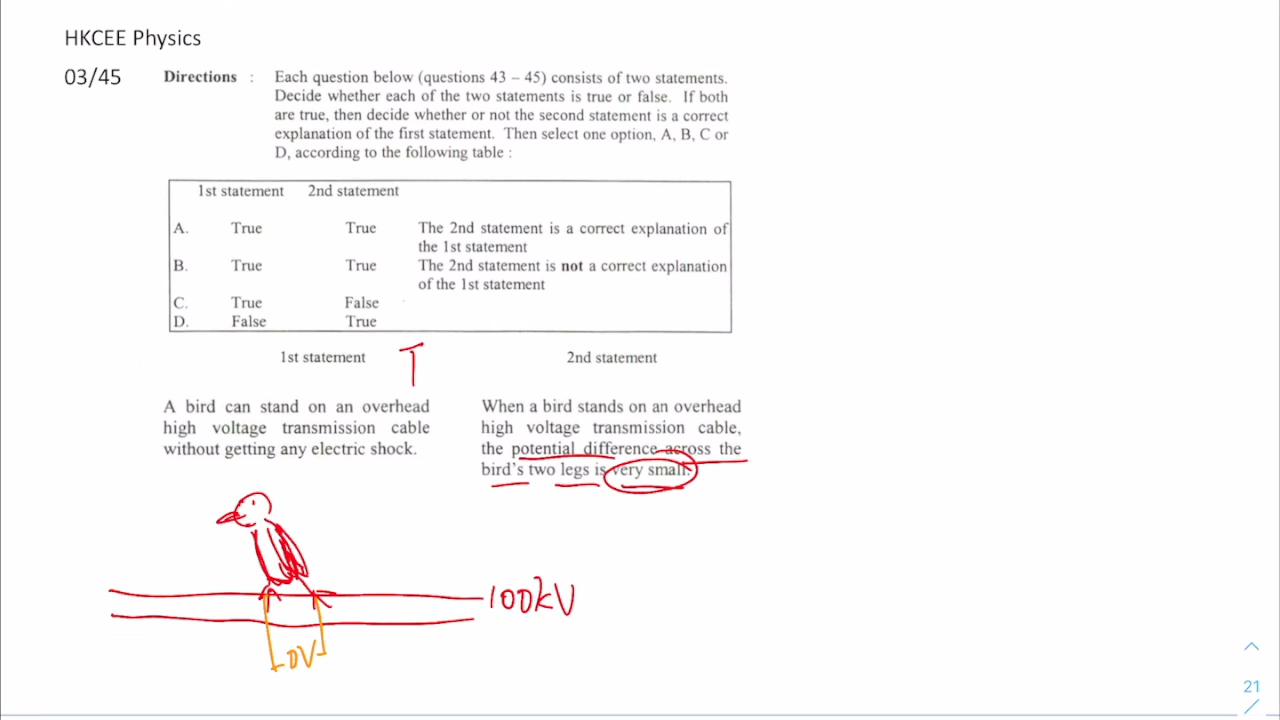 HKCEE Physics
03/45
Directions : Each question below (questions 43 – 45) consists of two statements.
Decide whether each of the two statements is true or false. If both
are true, then decide whether or not the second statement is a correct
explanation of the first statement. Then select one option, A, B, C or
D, according to the following table :
1st statement 2nd statement
A. True True The 2nd statement is a correct explanation of
the 1st statement
B. True True The 2nd statement is not a correct explanation
of the 1st statement
C. True False
D. False True
T
1st statement 2nd statement
A bird can stand on an overhead
high voltage transmission cable
without getting any electric shock.
When a bird stands on an overhead
high voltage transmission cable,
the potential difference across the
bird's two legs is very small.
100kV
0V
21